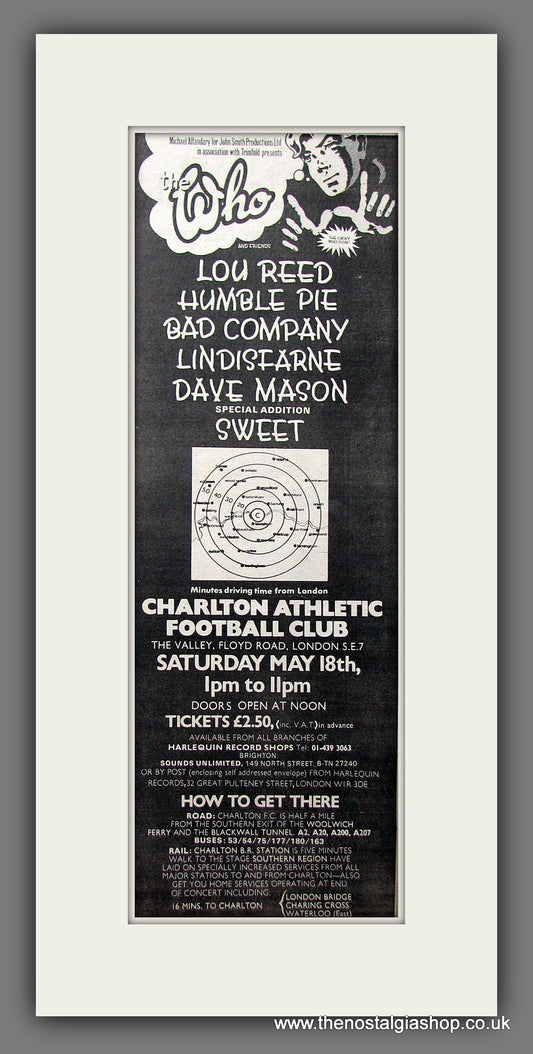 Michael Alfandary for John Smith Productions Ltd
in association with Trinifold presents
the
Who
AND FRIENDS
LOU REED
HUMBLE PIE
BAD COMPANY
LINDISFARNE
DAVE MASON
SPECIAL ADDITION
SWEET
50 40 30 20
C
Minutes driving time from London
CHARLTON ATHLETIC
FOOTBALL CLUB
THE VALLEY, FLOYD ROAD, LONDON S.E.7
SATURDAY MAY 18th,
1pm to 11pm
DOORS OPEN AT NOON
TICKETS £2.50, (inc. V.A.T) in advance
AVAILABLE FROM ALL BRANCHES OF
HARLEQUIN RECORD SHOPS Tel: 01-439 3063
BRIGHTON:
SOUNDS UNLIMITED, 149 NORTH STREET. B-TN 27240
OR BY POST (enclosing self addressed envelope) FROM HARLEQUIN
RECORDS, 32 GREAT PULTENEY STREET, LONDON W1R 3DE
HOW TO GET THERE
ROAD: CHARLTON F.C. IS HALF A MILE
FROM THE SOUTHERN EXIT OF THE WOOLWICH
FERRY AND THE BLACKWALL TUNNEL A2, A20, A200, A207
BUSES: 53/54/75/177/180/163
RAIL: CHARLTON B.R. STATION IS FIVE MINUTES
WALK TO THE STAGE SOUTHERN REGION HAVE
LAID ON SPECIALLY INCREASED SERVICES FROM ALL
MAJOR STATIONS TO AND FROM CHARLTON—ALSO
GET YOU HOME SERVICES OPERATING AT END
OF CONCERT INCLUDING. . .
16 MINS. TO CHARLTON
LONDON BRIDGE
CHARING CROSS
WATERLOO (East)
www.thenostalgiashop.co.uk